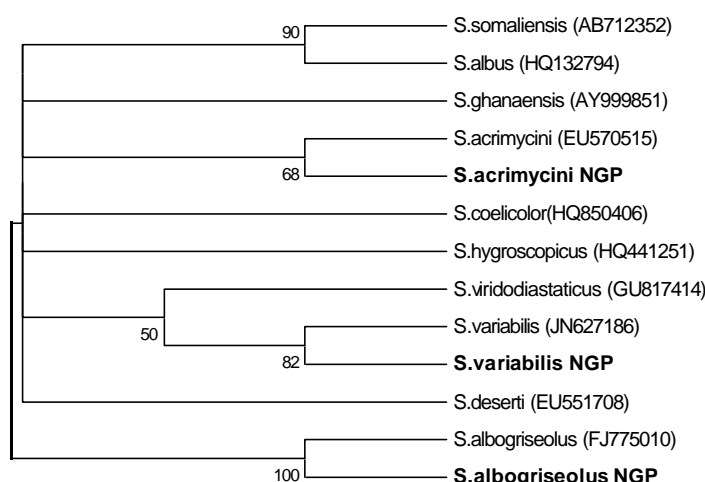 90
S.somaliensis (AB712352)
S.albus (HQ132794)
S.ghanaensis (AY999851)
S.acrimycini (EU570515)
68
S.acrimycini NGP
S.coelicolor(HQ850406)
S.hygroscopicus (HQ441251)
S.viridodiastaticus (GU817414)
50
S.variabilis (JN627186)
82
S.variabilis NGP
S.deserti (EU551708)
S.albogriseolus (FJ775010)
100
S.albogriseolus NGP